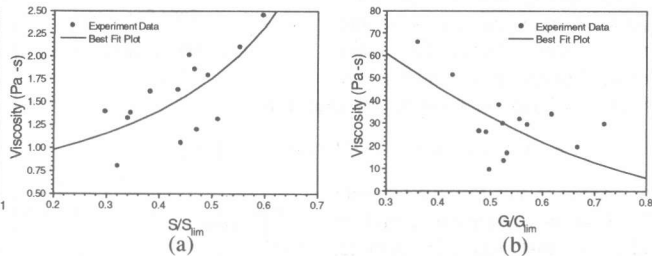 2.50
2.25
2.00
1.75
1.50
1.25
1.00
0.75
0.50
Viscosity (Pa -s)
Experiment Data
Best Fit Plot
0.2 0.3 0.4 0.5 0.6 0.7
S/Slim
(a)
1
80
70
60
50
40
30
20
10
0
Viscosity (Pa -s)
Experiment Data
Best Fit Plot
0.3 0.4 0.5 0.6 0.7 0.8
G/Glim
(b)